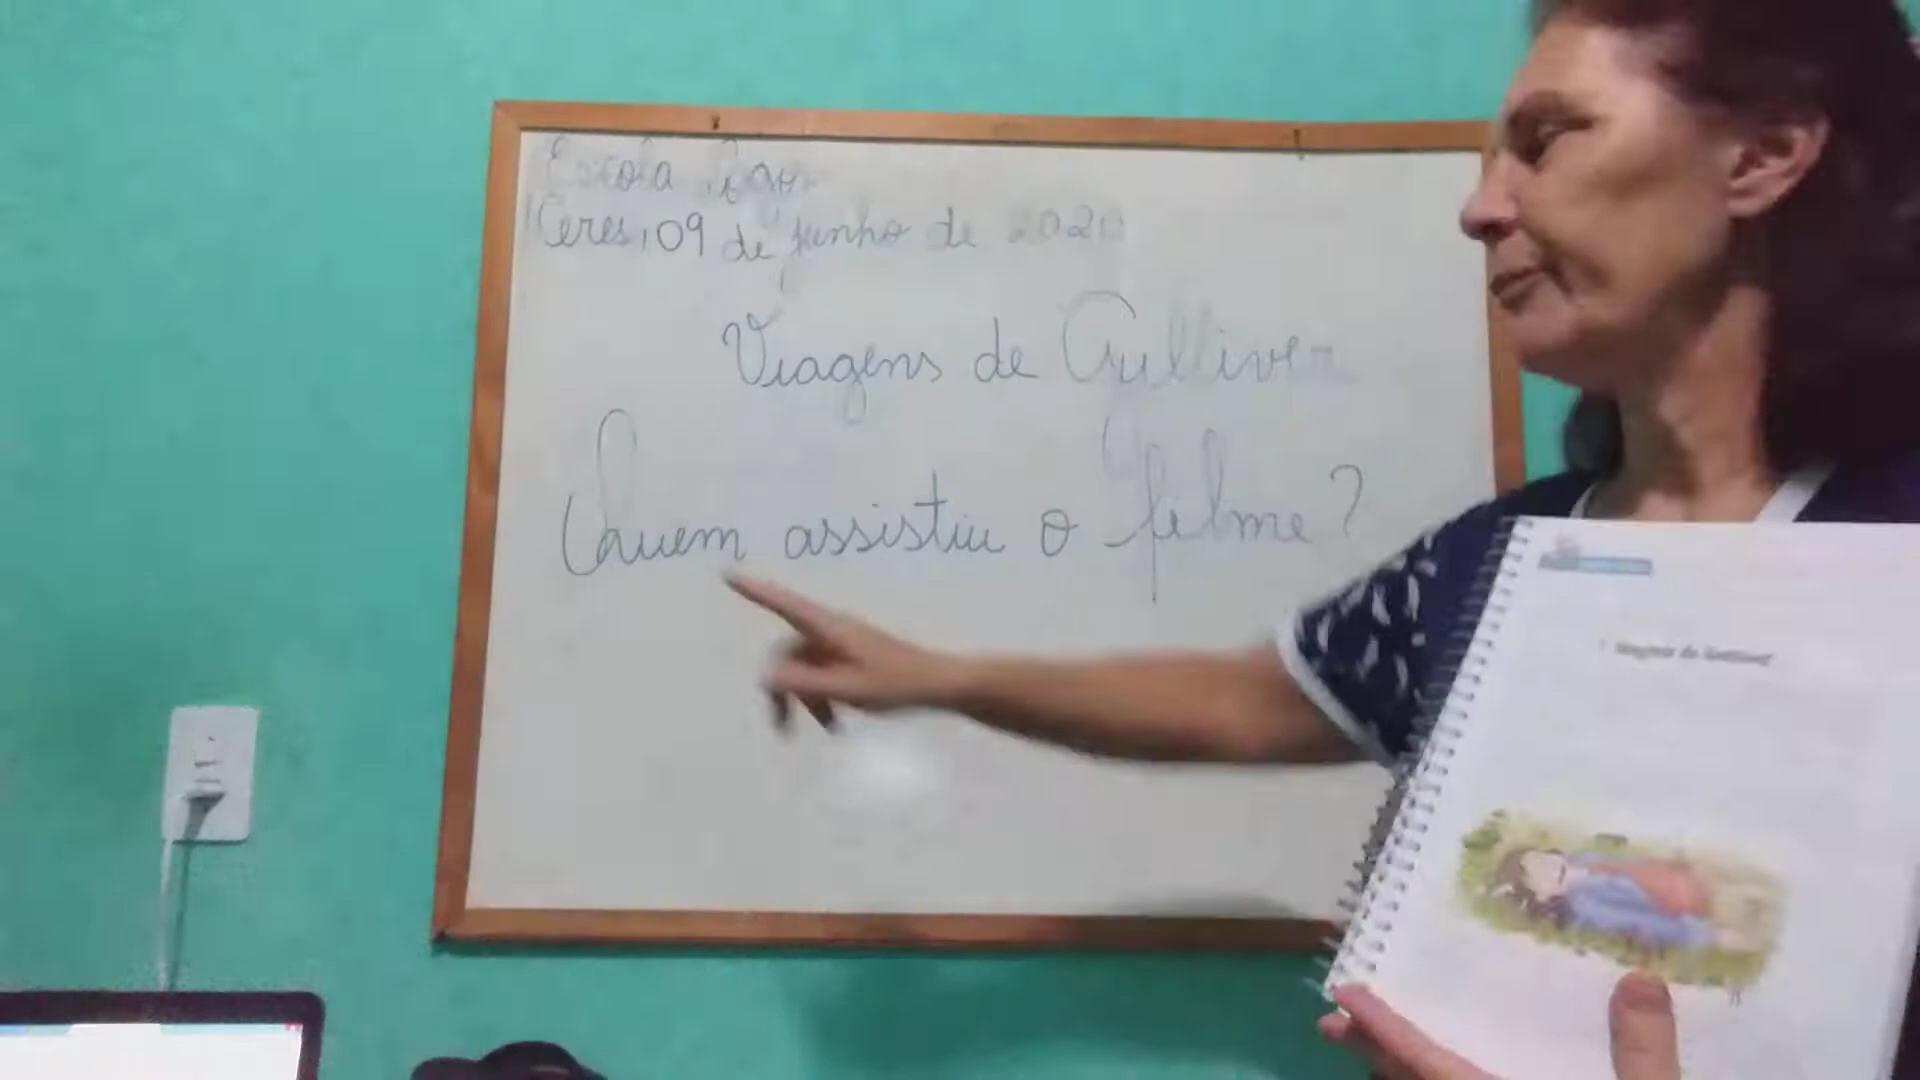 Escola
Ceres, 09 de junho de 2020
Viagens de Gulliver
Quem assistiu o filme?
Viagens de Gulliver